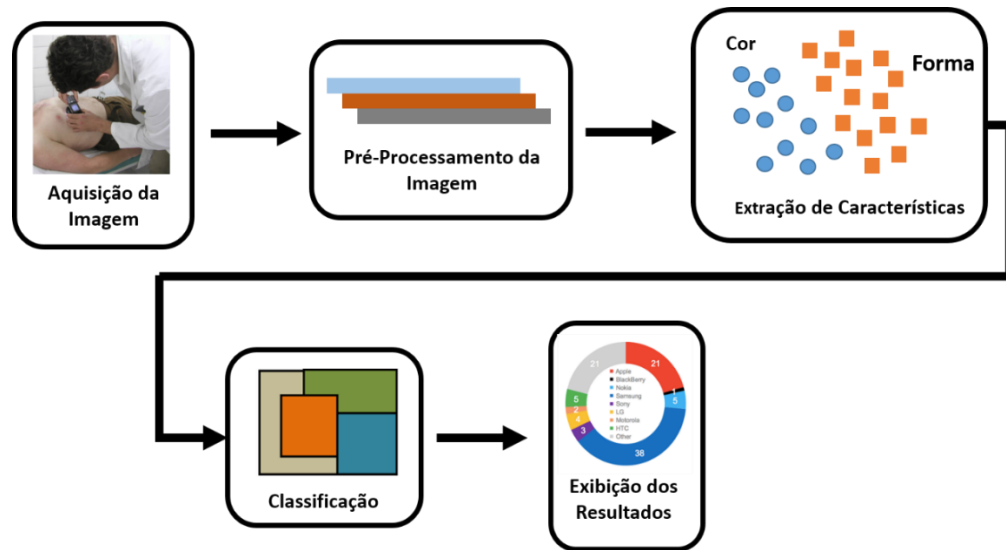 Aquisição da
Imagem
Pré-Processamento da
Imagem
Cor
Forma
Extração de Características
Classificação
21
21
1
5
38
3
4
2
5
Apple
BlackBerry
Nokia
Samsung
Sony
LG
Motorola
HTC
Other
Exibição dos
Resultados